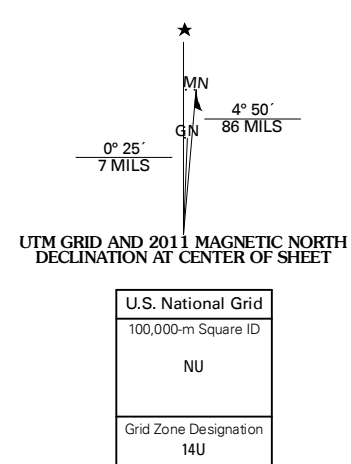 MN
4° 50´
86 MILS
GN
0° 25´
7 MILS
UTM GRID AND 2011 MAGNETIC NORTH
DECLINATION AT CENTER OF SHEET
U.S. National Grid
100,000-m Square ID
NU
Grid Zone Designation
14U